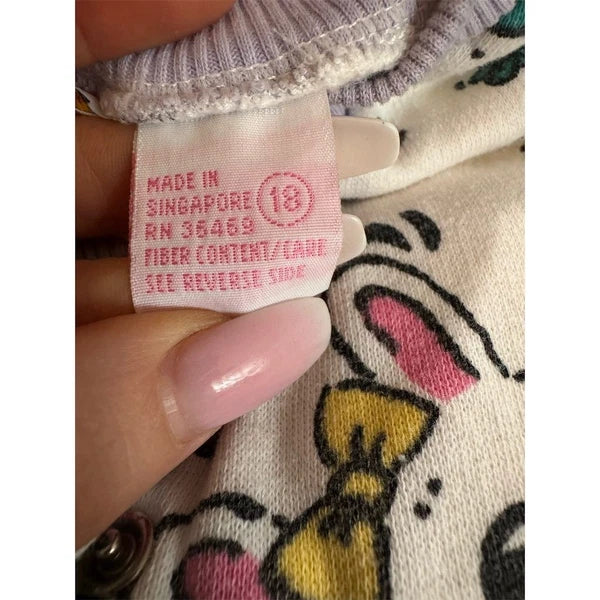 MADE IN
SINGAPORE 18
RN 36469
FIBER CONTENT/CARE
SEE REVERSE SIDE